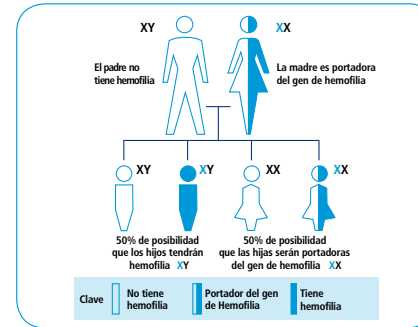 XY
XX
El padre no
tiene hemofilia
La madre es portadora
del gen de hemofilia
XY
XY
XX
XX
50% de posibilidad
que los hijos tendrán
hemofilia XY
50% de posibilidad
que las hijas serán portadoras
del gen de hemofilia XX
Clave
No tiene
hemofilia
Portador del gen
de Hemofilia
Tiene
hemofilia